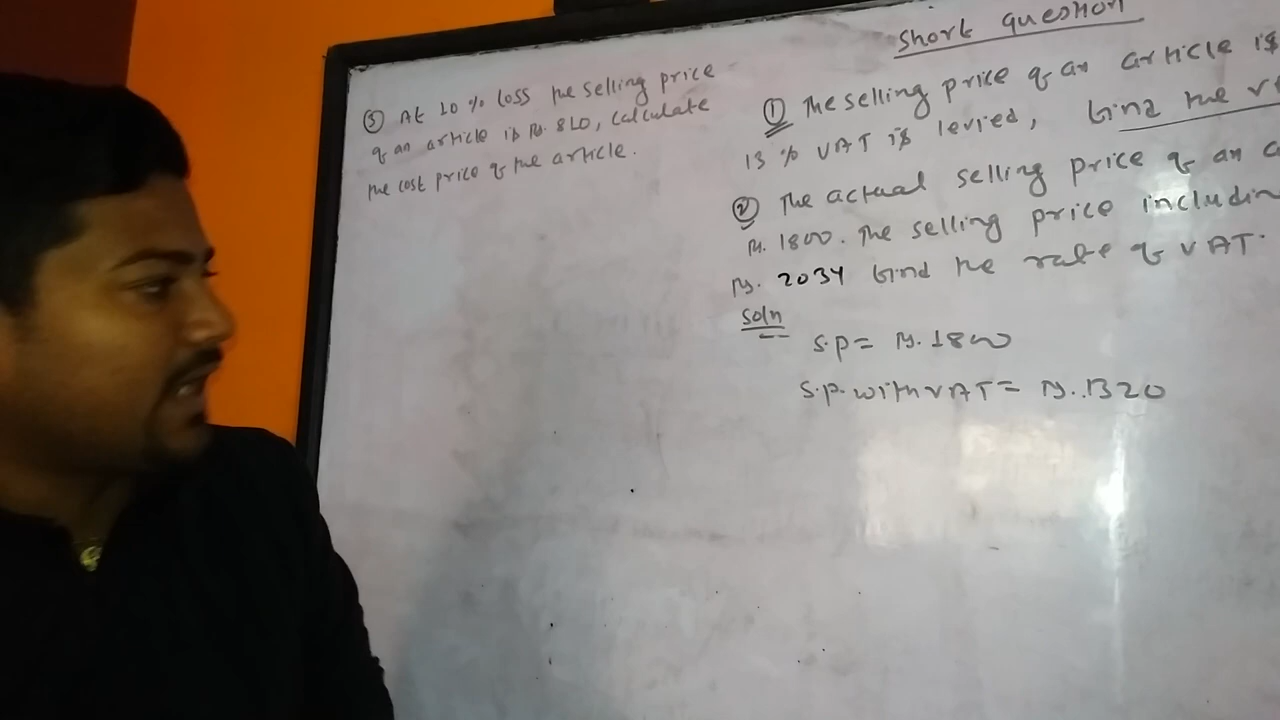 Short question
① The selling price of an article is
13 % VAT is levied, find the
② The actual selling price of an
Rs. 1800. The selling price includin
Rs. 2034 find the rate of VAT.
Soln
S.P = Rs. 1800
S.P. with VAT = Rs. 1320
③ At 10 % loss the selling price
of an article is Rs. 810, calculate
the cost price of the article.